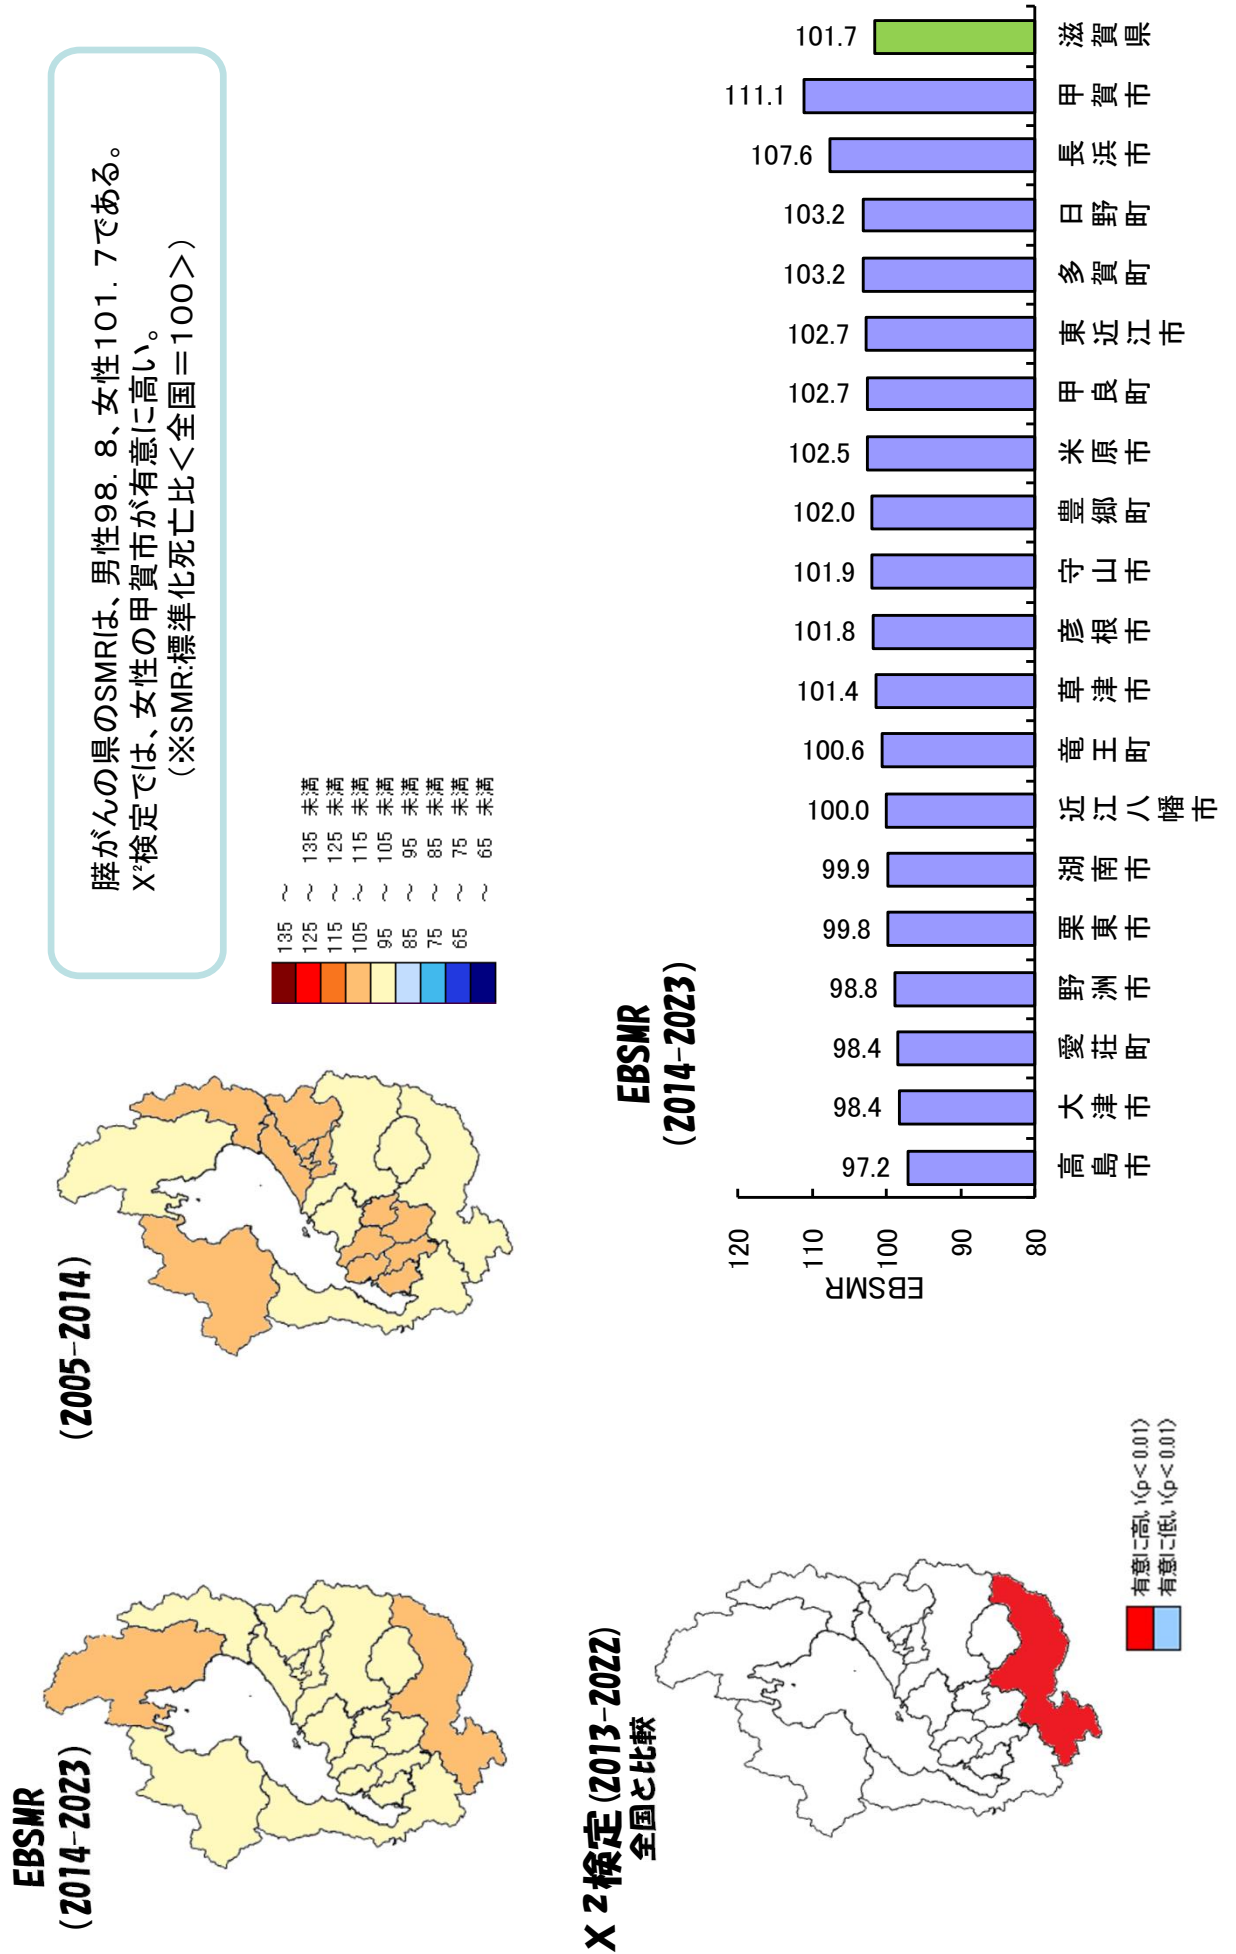 EBSMR
(2014-2023)
(2005-2014)
膵がんの県のSMRは、男性98．8、女性101．7である。
X²検定では、女性の甲賀市が有意に高い。
（※SMR:標準化死亡比＜全国＝100＞）
135 ～
125 ～ 135 未満
115 ～ 125 未満
105 ～ 115 未満
95 ～ 105 未満
85 ～ 95 未満
75 ～ 85 未満
65 ～ 75 未満
～ 65 未満
X²検定(2013-2022)
全国と比較
有意に高い(p<0.01)
有意に低い(p<0.01)
EBSMR
(2014-2023)
EBSMR
120
110
100
90
80
97.2
98.4
98.4
98.8
99.8
99.9
100.0
100.6
101.4
101.8
101.9
102.0
102.5
102.7
102.7
103.2
103.2
107.6
111.1
101.7
高島市
大津市
愛荘町
野洲市
栗東市
湖南市
近江八幡市
竜王町
草津市
彦根市
守山市
豊郷町
米原市
甲良町
東近江市
多賀町
日野町
長浜市
甲賀市
滋賀県